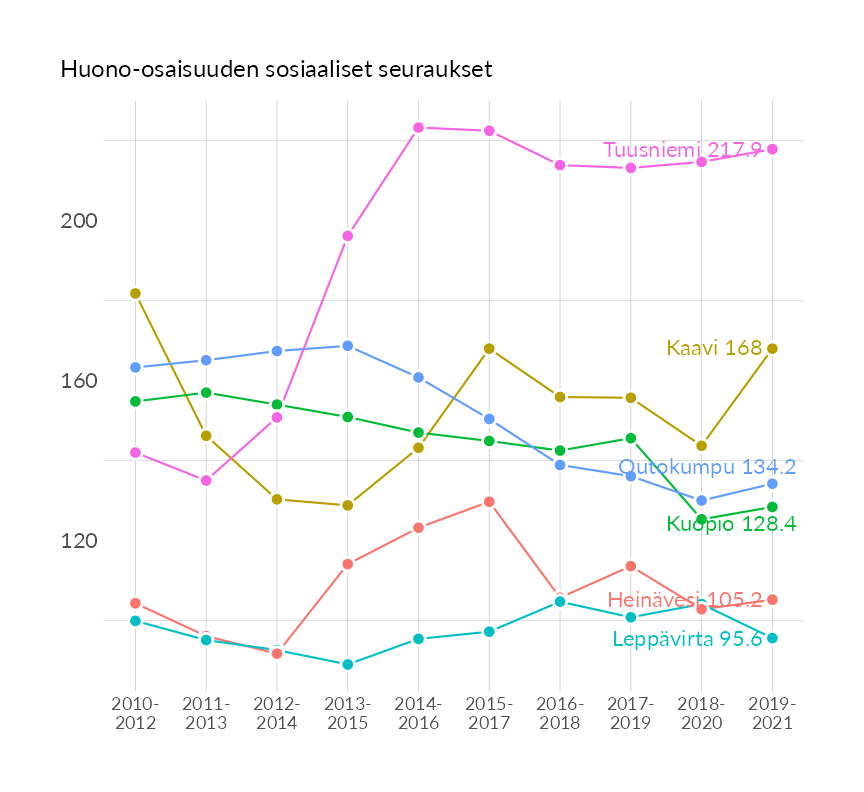 Huono-osaisuuden sosiaaliset seuraukset
Tuusniemi 217.9
200
Kaavi 168
160
Outokumpu 134.2
Kuopio 128.4
120
Heinävesi 105.2
Leppävirta 95.6
2010- 2011- 2012- 2013- 2014- 2015- 2016- 2017- 2018- 2019-
2012 2013 2014 2015 2016 2017 2018 2019 2020 2021